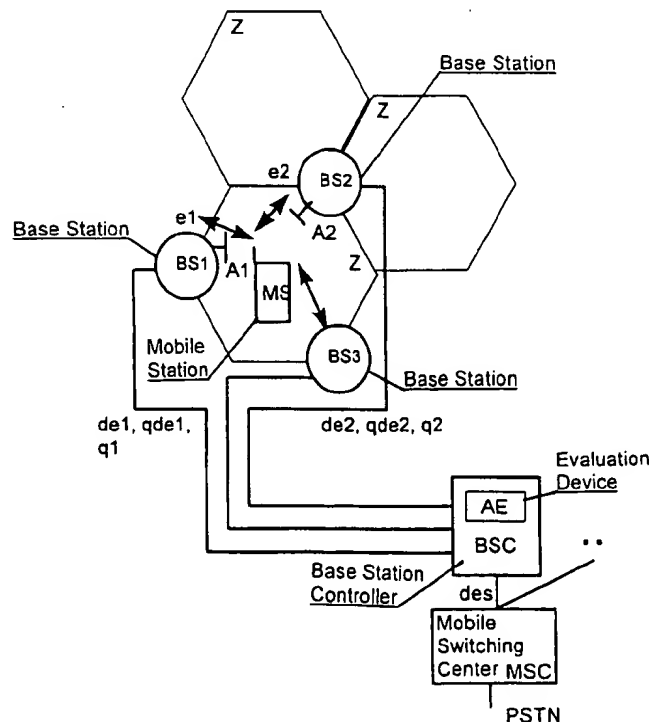 Z
Base Station
Z
e2
BS2
e1
A2
Base Station
BS1
A1
Z
MS
Mobile
Station
BS3
Base Station
de1, qde1,
q1
de2, qde2, q2
Evaluation
Device
AE
BSC
Base Station
Controller
des
Mobile
Switching
Center MSC
PSTN